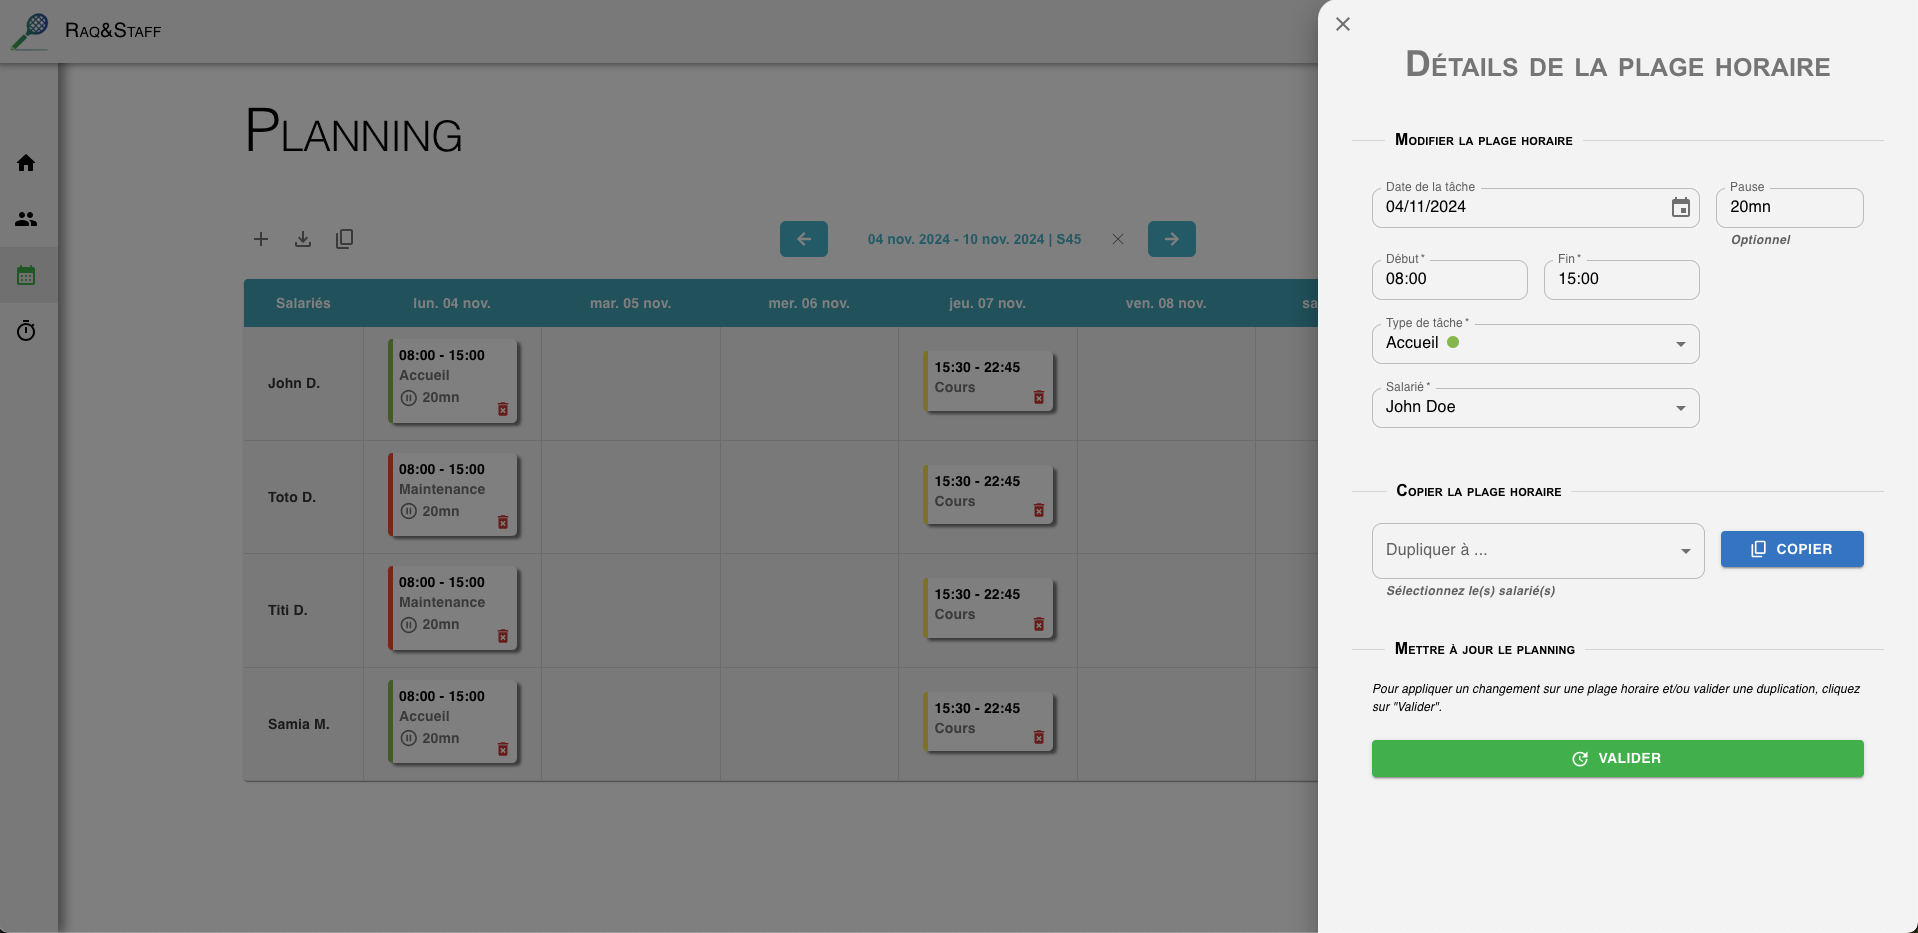 Raq&Staff
Planning
04 nov. 2024 - 10 nov. 2024 | S45
Salariés lun. 04 nov. mar. 05 nov. mer. 06 nov. jeu. 07 nov. ven. 08 nov. sa
John D.
08:00 - 15:00
Accueil
20mn
15:30 - 22:45
Cours
Toto D.
08:00 - 15:00
Maintenance
20mn
15:30 - 22:45
Cours
Titi D.
08:00 - 15:00
Maintenance
20mn
15:30 - 22:45
Cours
Samia M.
08:00 - 15:00
Accueil
20mn
15:30 - 22:45
Cours
Détails de la plage horaire
Modifier la plage horaire
Date de la tâche
04/11/2024
Pause
20mn
Optionnel
Début *
08:00
Fin *
15:00
Type de tâche *
Accueil
Salarié *
John Doe
Copier la plage horaire
Dupliquer à ...
COPIER
Sélectionnez le(s) salarié(s)
Mettre à jour le planning
Pour appliquer un changement sur une plage horaire et/ou valider une duplication, cliquez
sur "Valider".
VALIDER